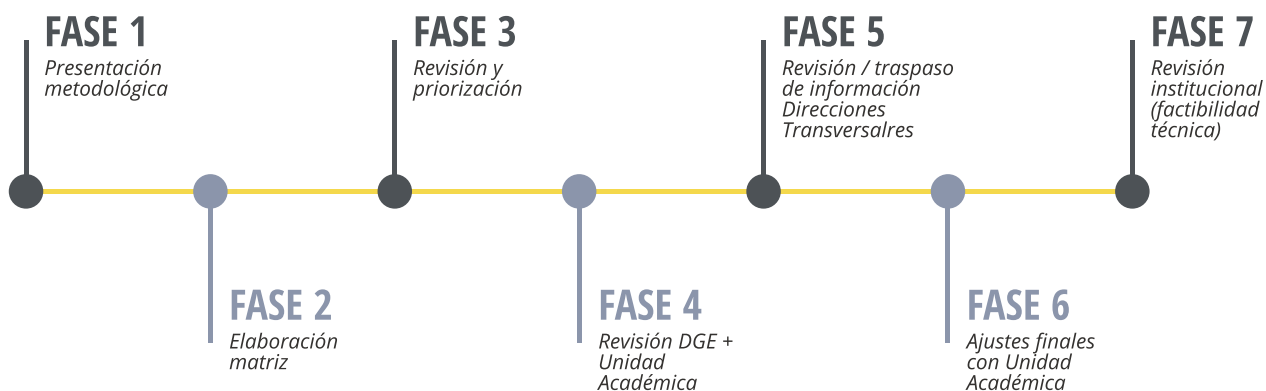 FASE 1
Presentación
metodológica
FASE 2
Elaboración
matriz
FASE 3
Revisión y
priorización
FASE 4
Revisión DGE +
Unidad
Académica
FASE 5
Revisión / traspaso
de información
Direcciones
Transversalres
FASE 6
Ajustes finales
con Unidad
Académica
FASE 7
Revisión
institucional
(factibilidad
técnica)